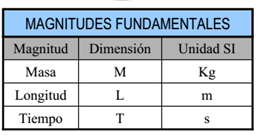 MAGNITUDES FUNDAMENTALES
Magnitud Dimensión Unidad SI
Masa M Kg
Longitud L m
Tiempo T s